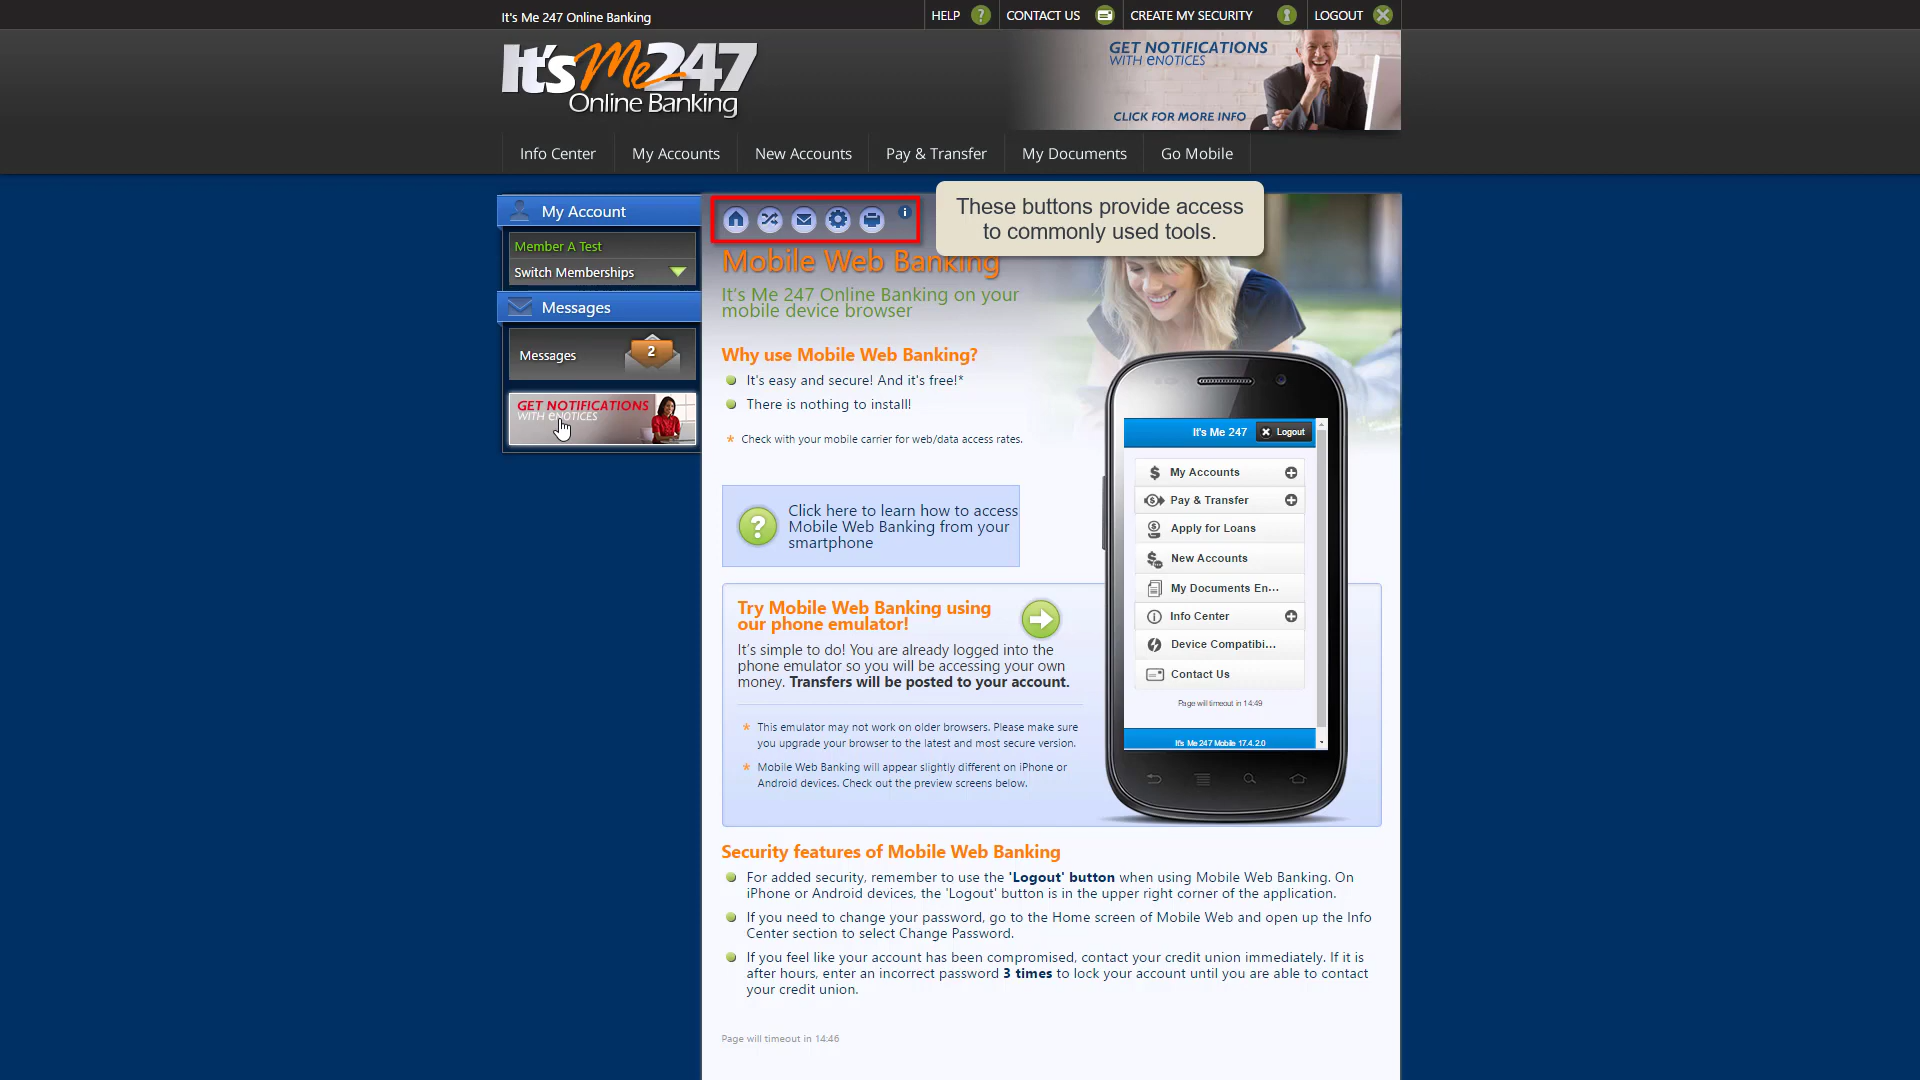 It's Me 247 Online Banking
HELP
CONTACT US
CREATE MY SECURITY
LOGOUT
It's Me 247
Online Banking
GET NOTIFICATIONS
WITH eNOTICES
CLICK FOR MORE INFO
Info Center
My Accounts
New Accounts
Pay & Transfer
My Documents
Go Mobile
My Account
Member A Test
Switch Memberships
Messages
Messages
2
GET NOTIFICATIONS
WITH eNOTICES
These buttons provide access
to commonly used tools.
Mobile Web Banking
It's Me 247 Online Banking on your
mobile device browser
Why use Mobile Web Banking?
It's easy and secure! And it's free!*
There is nothing to install!
* Check with your mobile carrier for web/data access rates.
Click here to learn how to access
Mobile Web Banking from your
smartphone
Try Mobile Web Banking using
our phone emulator!
It's simple to do! You are already logged into the
phone emulator so you will be accessing your own
money. Transfers will be posted to your account.
* This emulator may not work on older browsers. Please make sure
you upgrade your browser to the latest and most secure version.
* Mobile Web Banking will appear slightly different on iPhone or
Android devices. Check out the preview screens below.
It's Me 247
Logout
My Accounts
Pay & Transfer
Apply for Loans
New Accounts
My Documents En...
Info Center
Device Compatibi...
Contact Us
Page will timeout in 14:49
It's Me 247 Mobile 17.4.2.0
Security features of Mobile Web Banking
For added security, remember to use the 'Logout' button when using Mobile Web Banking. On
iPhone or Android devices, the 'Logout' button is in the upper right corner of the application.
If you need to change your password, go to the Home screen of Mobile Web and open up the Info
Center section to select Change Password.
If you feel like your account has been compromised, contact your credit union immediately. If it is
after hours, enter an incorrect password 3 times to lock your account until you are able to contact
your credit union.
Page will timeout in 14:46